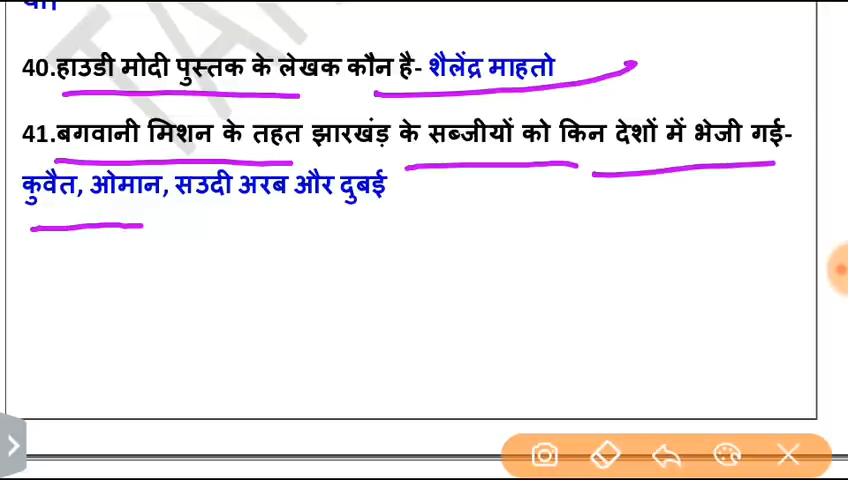 था।
40.हाउडी मोदी पुस्तक के लेखक कौन है- शैलेंद्र माहतो
41.बगवानी मिशन के तहत झारखंड़ के सब्जीयों को किन देशों में भेजी गई-
कुवैत, ओमान, सउदी अरब और दुबई